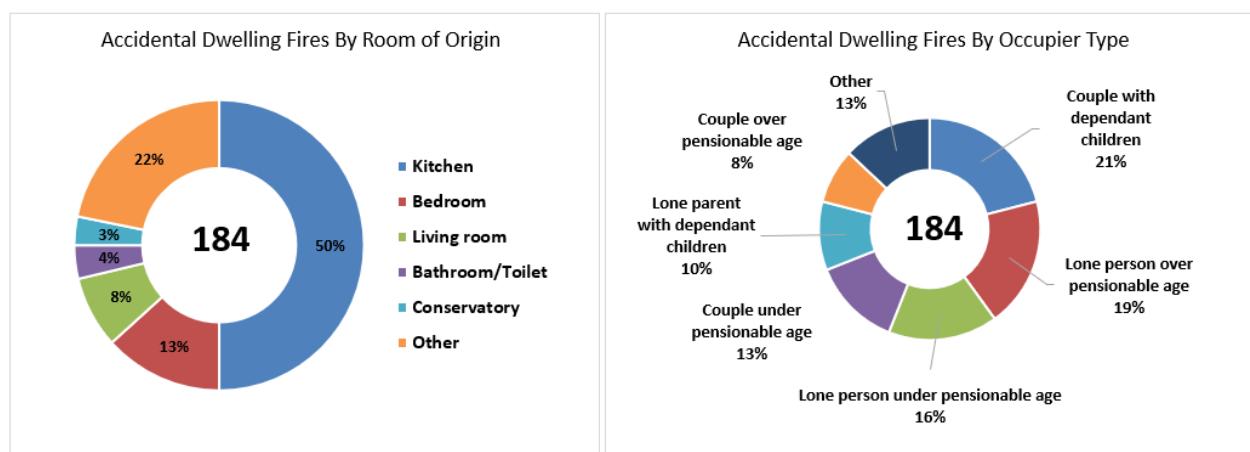 Accidental Dwelling Fires By Room of Origin
22%
3%
4%
8%
13%
50%
184
Kitchen
Bedroom
Living room
Bathroom/Toilet
Conservatory
Other
Accidental Dwelling Fires By Occupier Type
Other
13%
Couple with
dependant
children
21%
Couple over
pensionable age
8%
Lone parent
with dependant
children
10%
184
Lone person over
pensionable age
19%
Couple under
pensionable age
13%
Lone person under pensionable age
16%